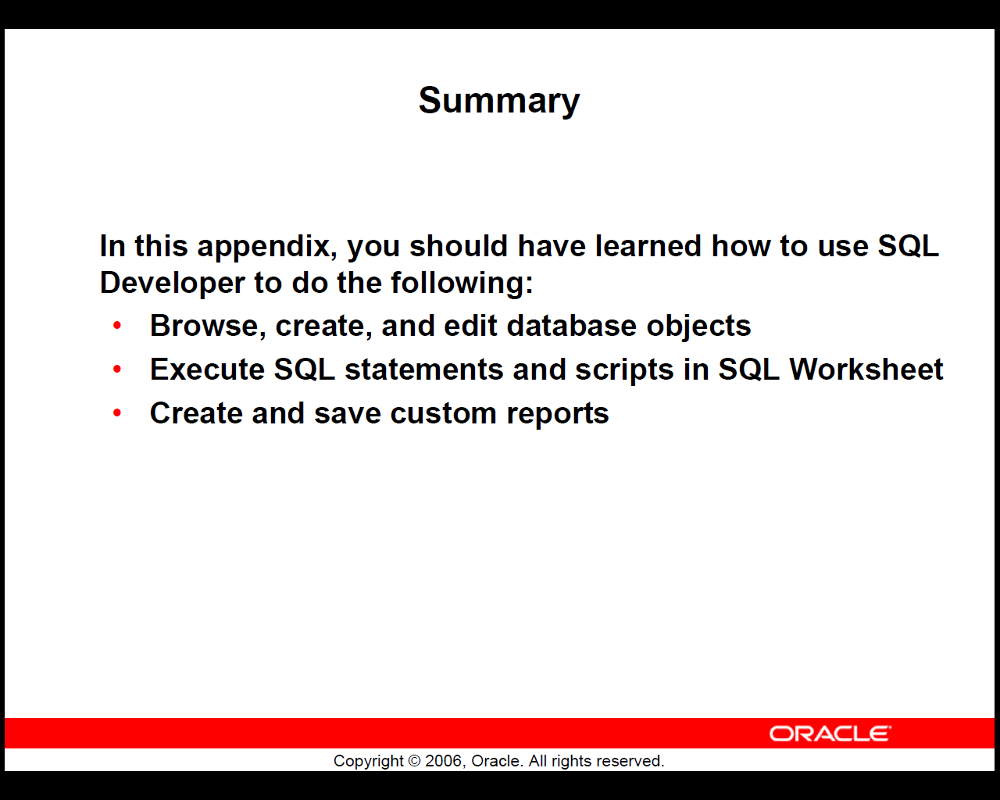 Summary
In this appendix, you should have learned how to use SQL
Developer to do the following:
• Browse, create, and edit database objects
• Execute SQL statements and scripts in SQL Worksheet
• Create and save custom reports
ORACLE
Copyright © 2006, Oracle. All rights reserved.